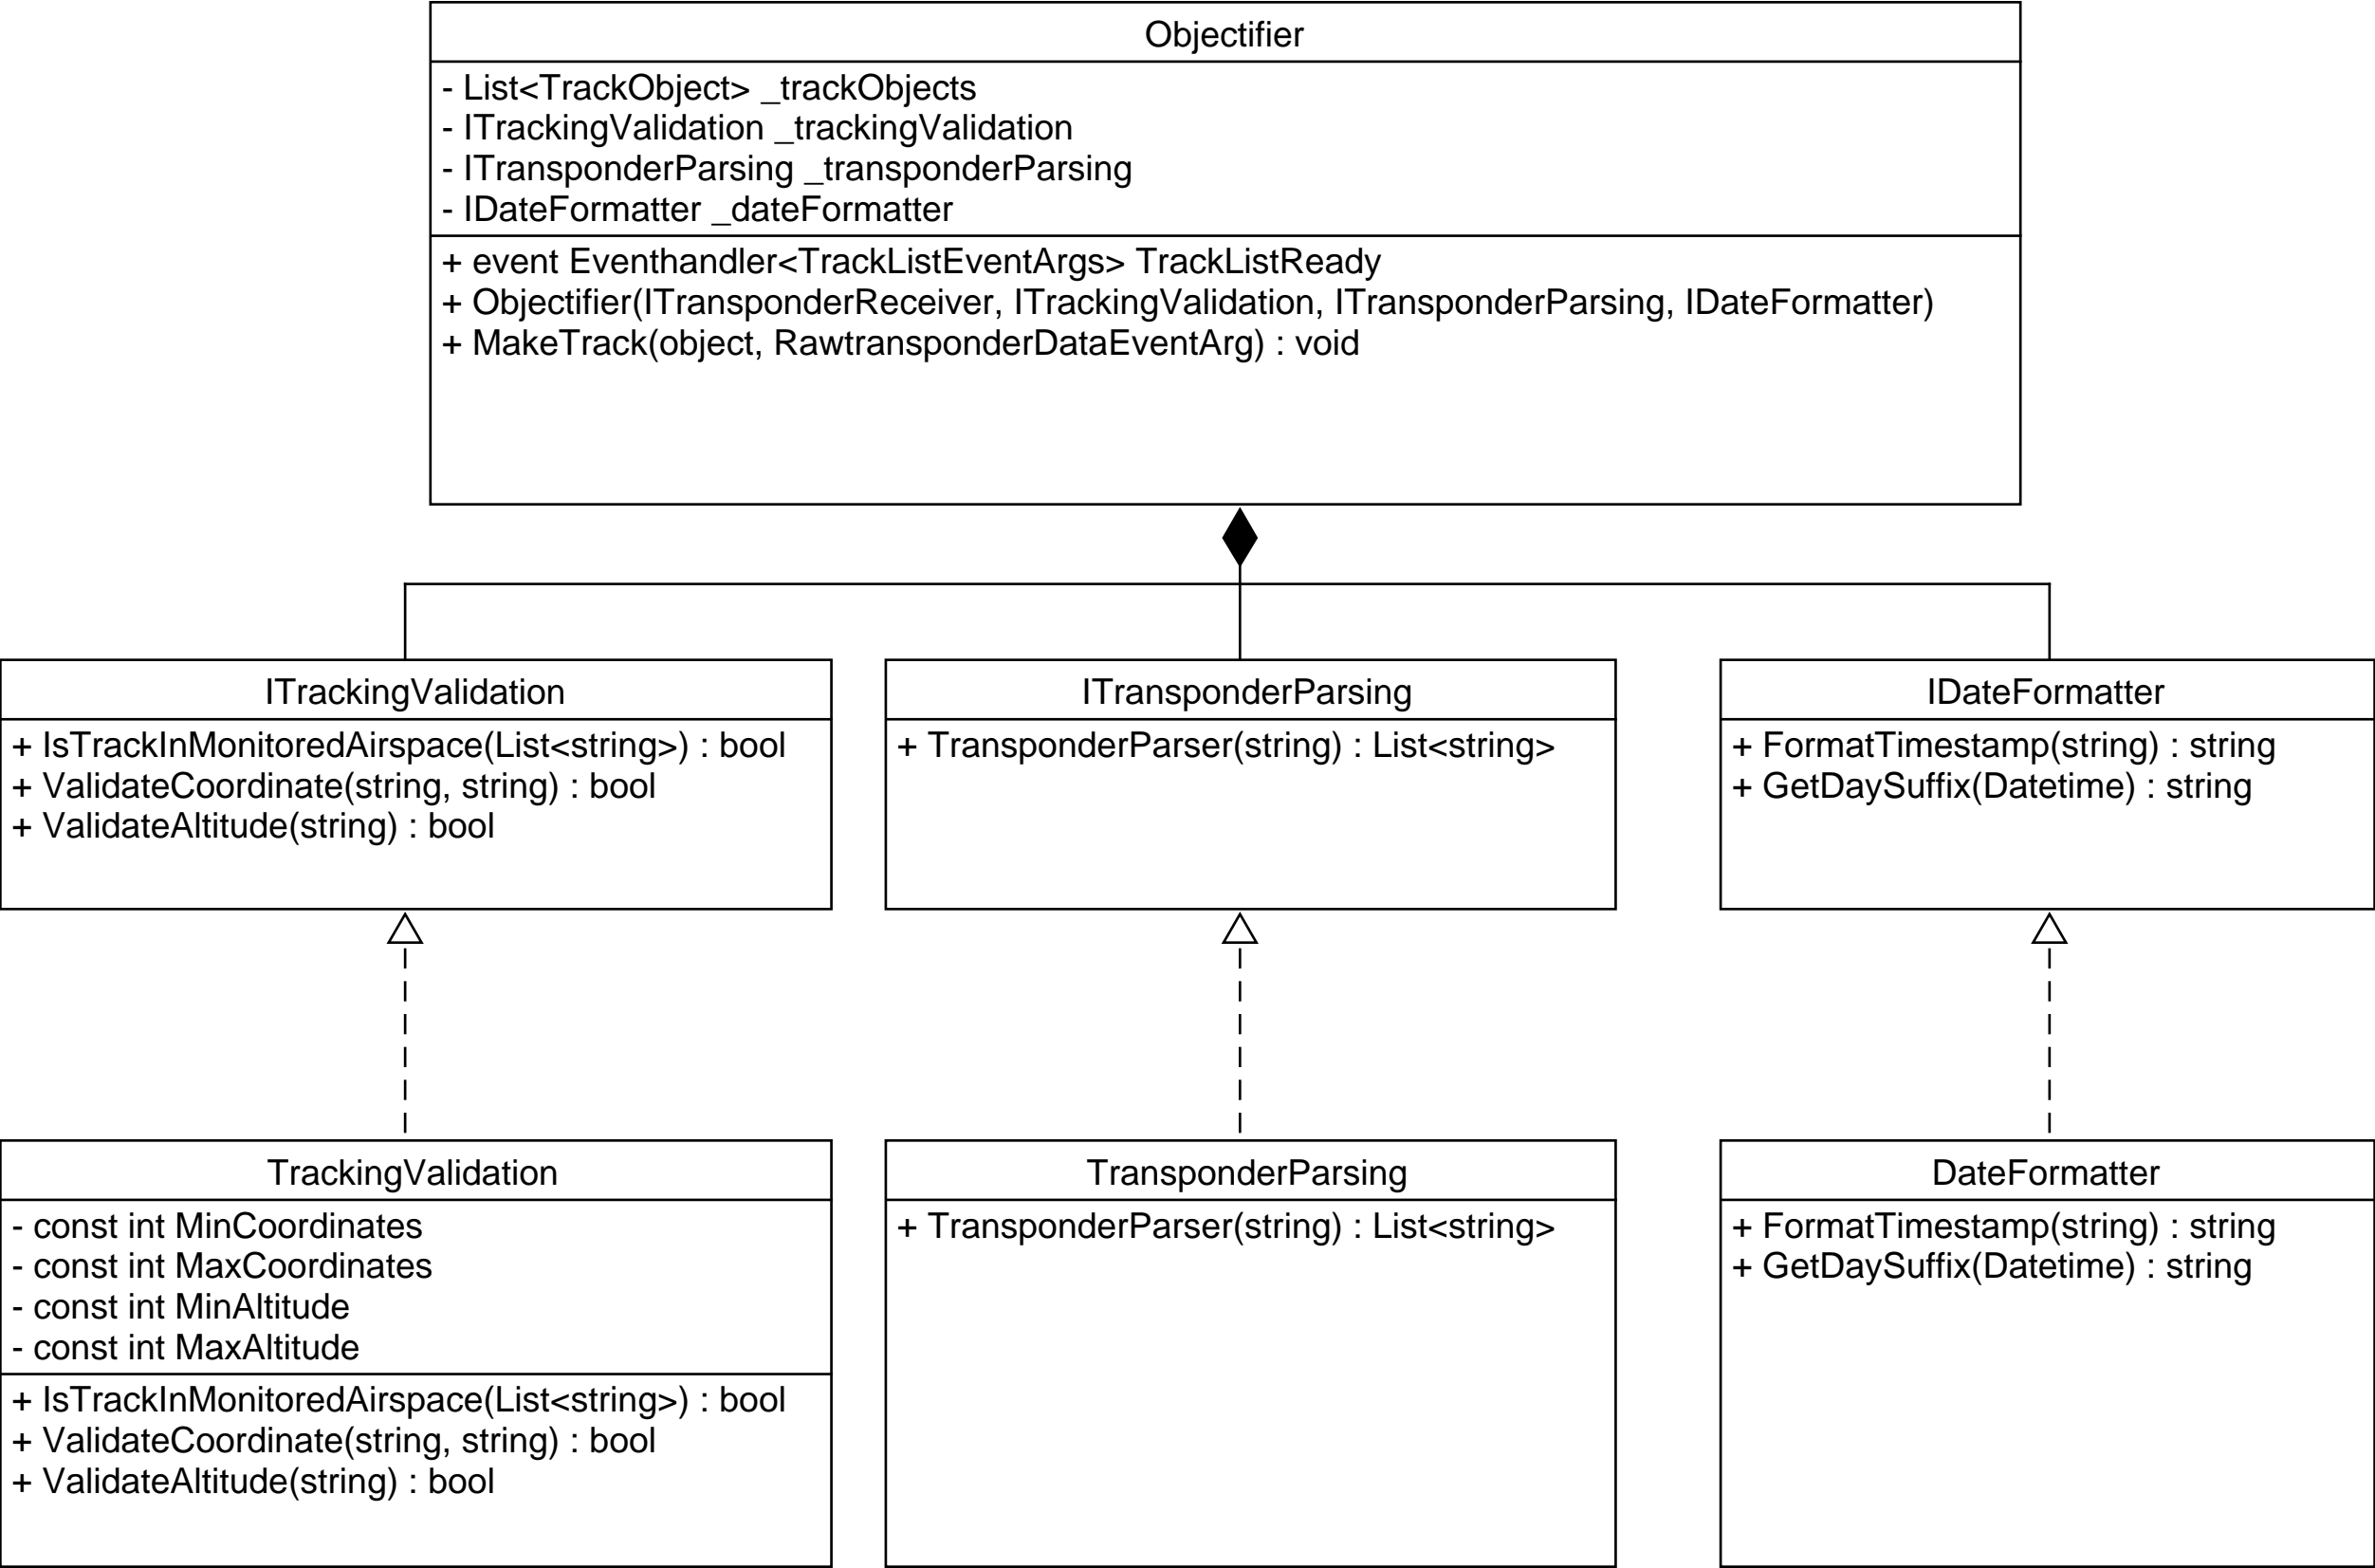 Objectifier
- List<TrackObject> _trackObjects
- ITrackingValidation _trackingValidation
- ITransponderParsing _transponderParsing
- IDateFormatter _dateFormatter
+ event Eventhandler<TrackListEventArgs> TrackListReady
+ Objectifier(ITransponderReceiver, ITrackingValidation, ITransponderParsing, IDateFormatter)
+ MakeTrack(object, RawtransponderDataEventArg) : void
ITrackingValidation
+ IsTrackInMonitoredAirspace(List<string>) : bool
+ ValidateCoordinate(string, string) : bool
+ ValidateAltitude(string) : bool
ITransponderParsing
+ TransponderParser(string) : List<string>
IDateFormatter
+ FormatTimestamp(string) : string
+ GetDaySuffix(Datetime) : string
TrackingValidation
- const int MinCoordinates
- const int MaxCoordinates
- const int MinAltitude
- const int MaxAltitude
+ IsTrackInMonitoredAirspace(List<string>) : bool
+ ValidateCoordinate(string, string) : bool
+ ValidateAltitude(string) : bool
TransponderParsing
+ TransponderParser(string) : List<string>
DateFormatter
+ FormatTimestamp(string) : string
+ GetDaySuffix(Datetime) : string